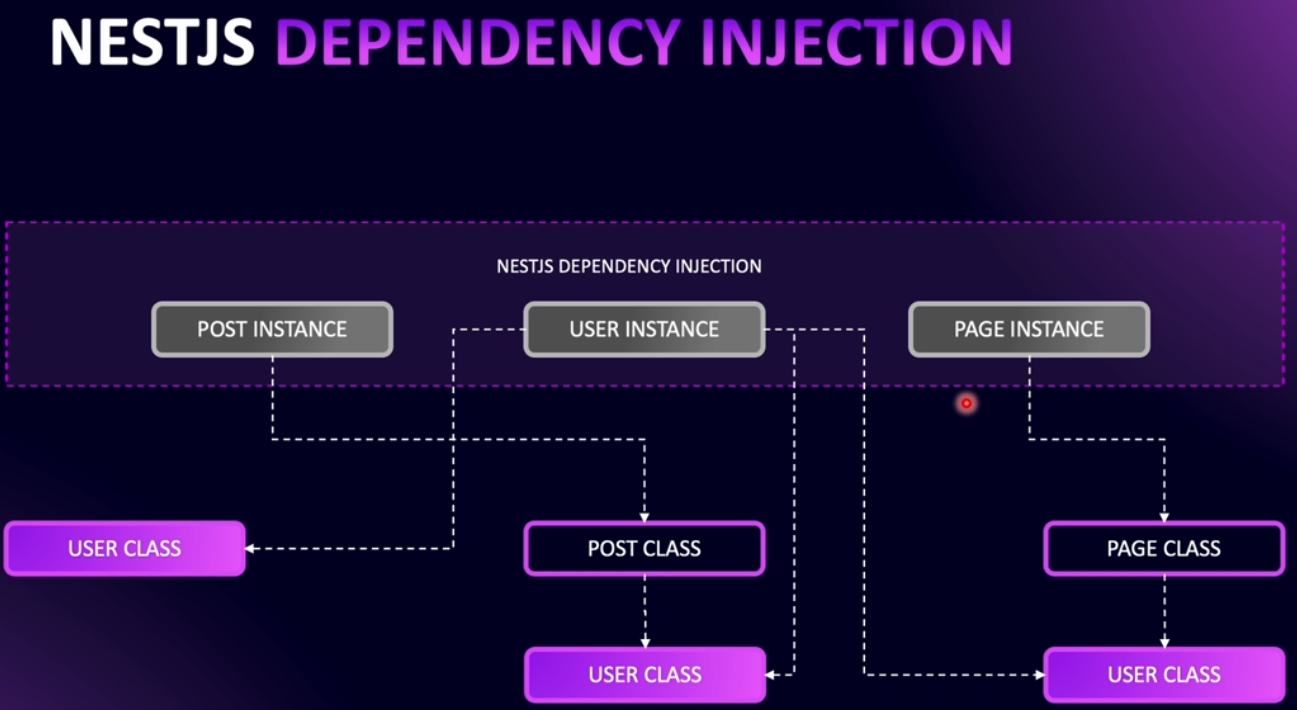 NESTJS DEPENDENCY INJECTION
NESTJS DEPENDENCY INJECTION
POST INSTANCE
USER INSTANCE
PAGE INSTANCE
USER CLASS
POST CLASS
PAGE CLASS
USER CLASS
USER CLASS